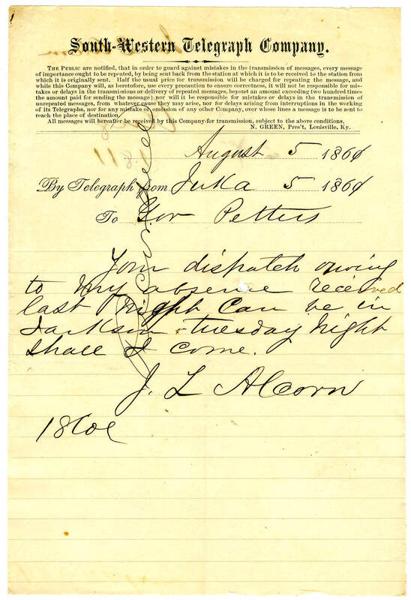 South-Western Telegraph Company.
THE PUBLIC are notified, that in order to guard against mistakes in the transmission of messages, every message
of importance ought to be repeated, by being sent back from the station at which it is to be received to the station from
which it is originally sent. Half the usual price for transmission will be charged for repeating the message, and
while this Company will, as heretofore, use every precaution to ensure correctness, it will not be responsible for mis-
takes or delays in the transmission or delivery of repeated messages, beyond an amount exceeding two hundred times
the amount paid for sending the message; nor will it be responsible for mistakes or delays in the transmission of
unrepeated messages, from whatever cause they may arise, nor for delays arising from interruptions in the working
of its Telegraphs, nor for any mistake or omission of any other Company, over whose lines a message is to be sent to
reach the place of destination.
All messages will hereafter be received by this Company for transmission, subject to the above conditions.
N. GREEN, Pres't, Louisville, Ky.
August 5 1860
By Telegraph from Iuka 5 1860
To Gov Pettus
Your dispatch owing
to my absence received
last night Can be in
Jackson tuesday night
shall I come.
J. L Alcorn
18 Col